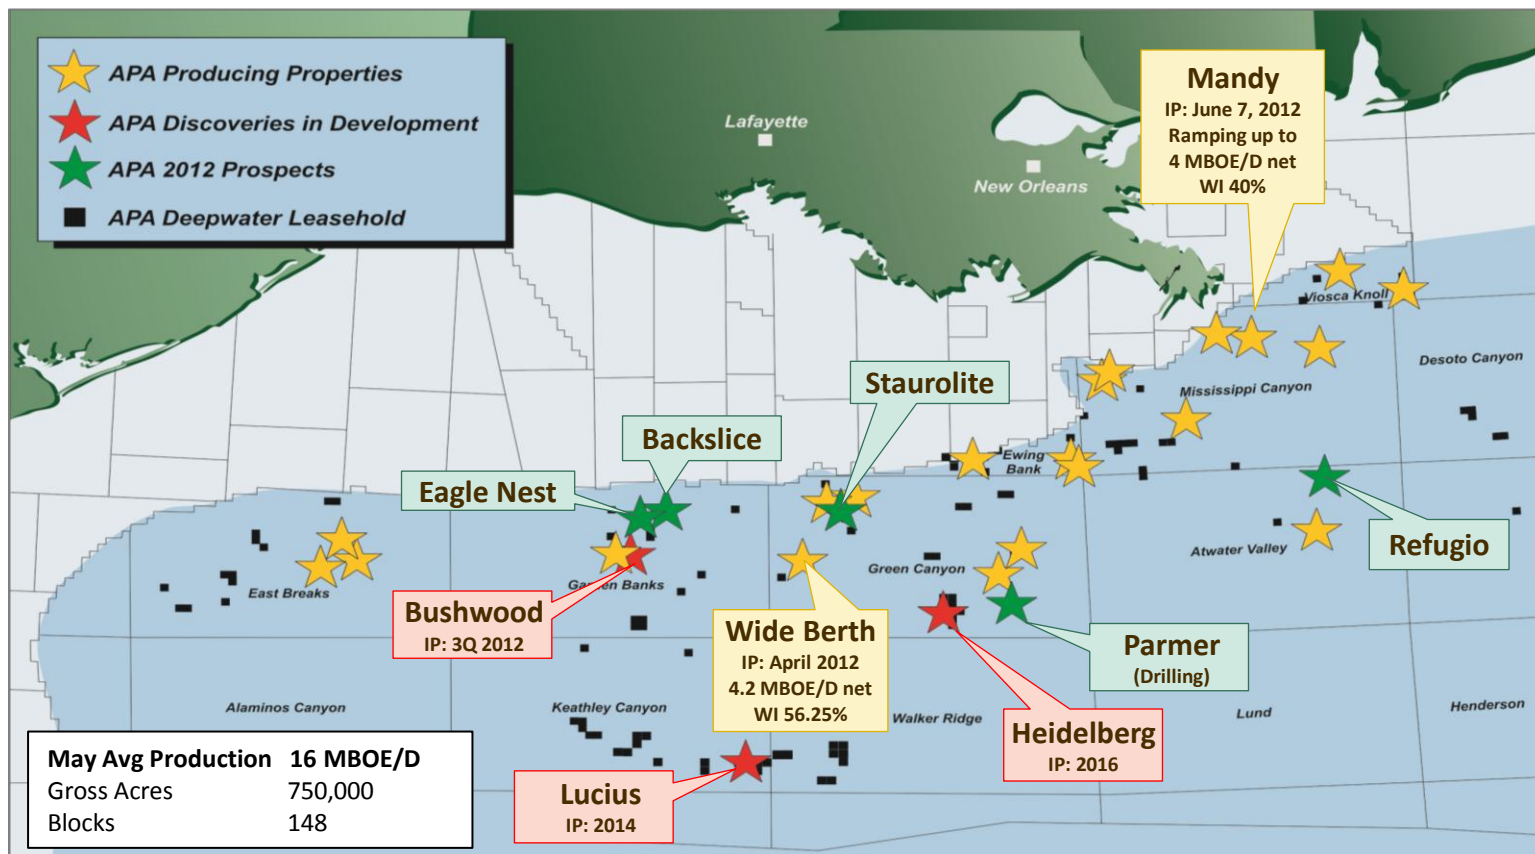 APA Producing Properties
APA Discoveries in Development
APA 2012 Prospects
APA Deepwater Leasehold
Lafayette
New Orleans
Mandy
IP: June 7, 2012
Ramping up to
4 MBOE/D net
WI 40%
Viosca Knoll
Desoto Canyon
Mississippi Canyon
Staurolite
Backslice
Eagle Nest
Ewing
Bank
Refugio
Atwater Valley
Green Canyon
Garden Banks
East Breaks
Bushwood
IP: 3Q 2012
Wide Berth
IP: April 2012
4.2 MBOE/D net
WI 56.25%
Parmer
(Drilling)
Alaminos Canyon
Keathley Canyon
Walker Ridge
Lund
Henderson
Heidelberg
IP: 2016
Lucius
IP: 2014
May Avg Production 16 MBOE/D
Gross Acres 750,000
Blocks 148